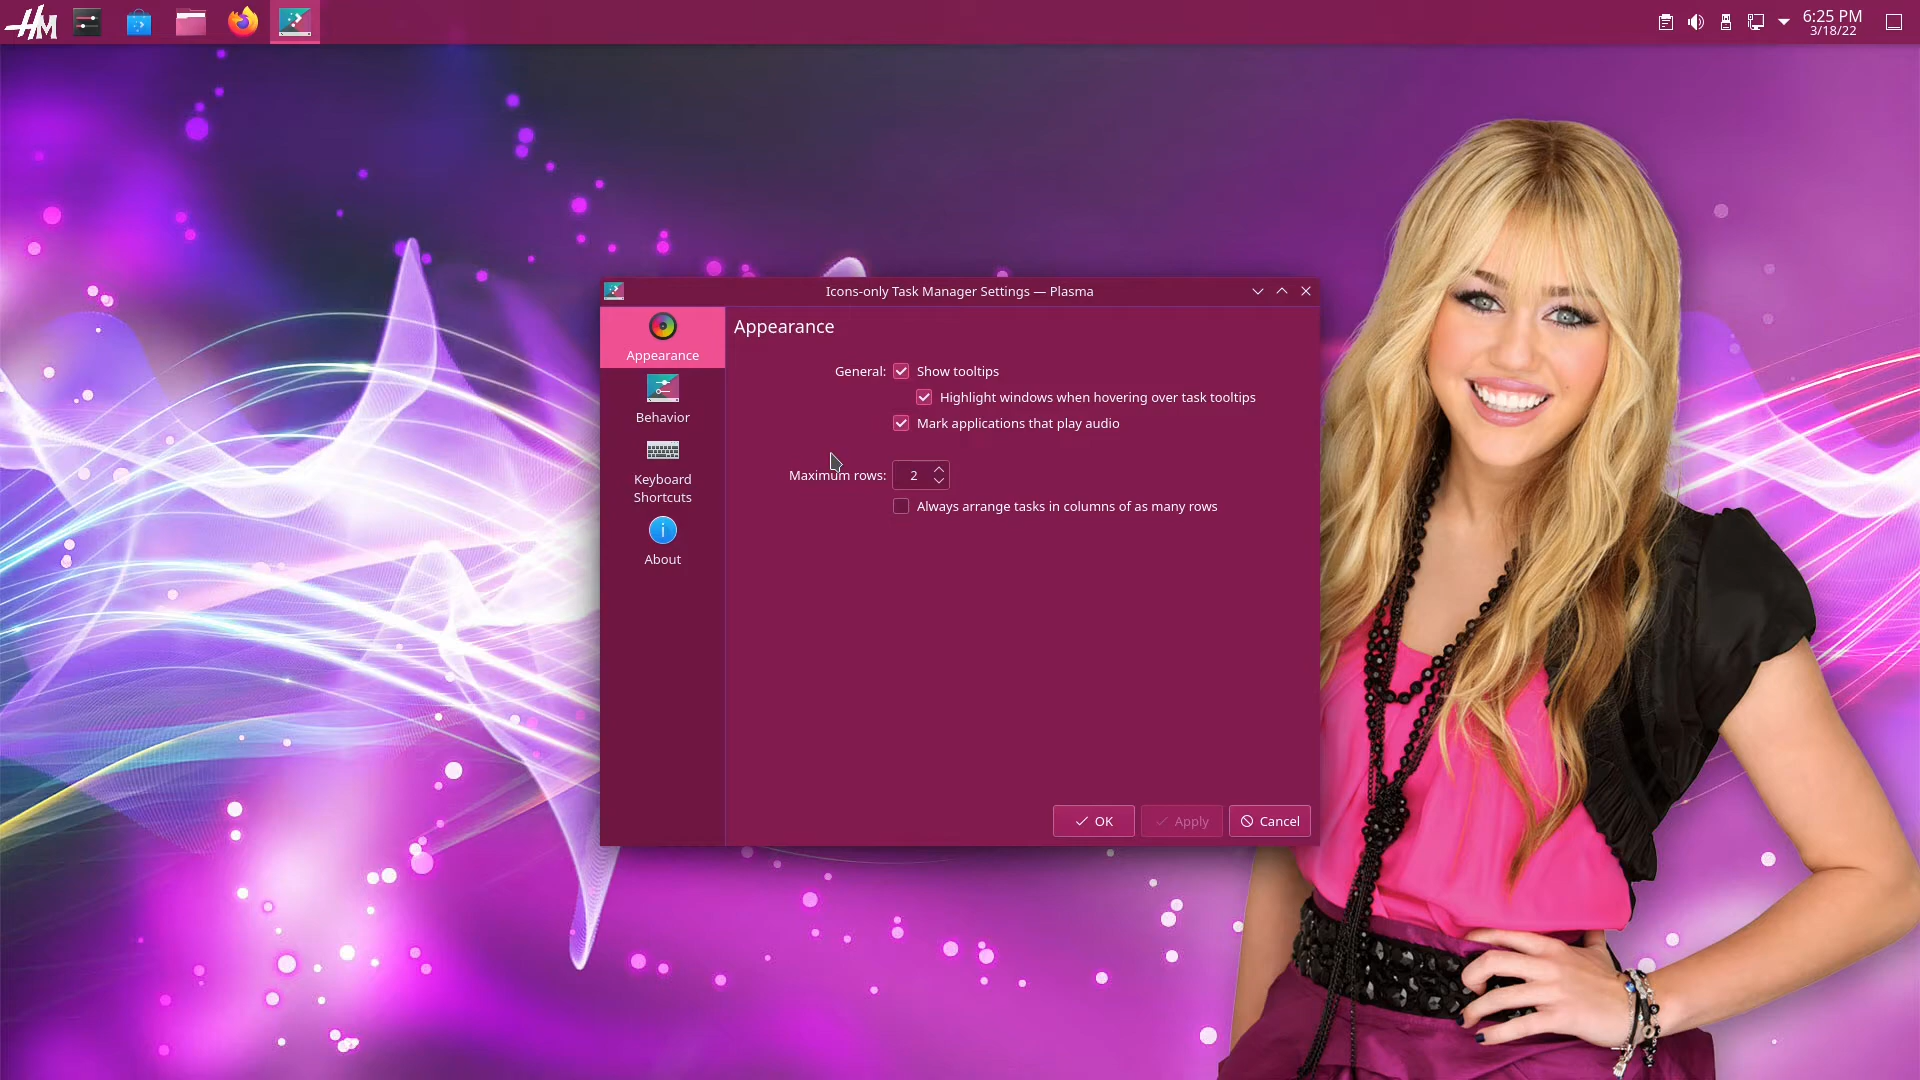 HM
6:25 PM
3/18/22
Icons-only Task Manager Settings — Plasma
Appearance
Behavior
Keyboard
Shortcuts
About
Appearance
General: Show tooltips
Highlight windows when hovering over task tooltips
Mark applications that play audio
Maximum rows: 2
Always arrange tasks in columns of as many rows
OK Apply Cancel